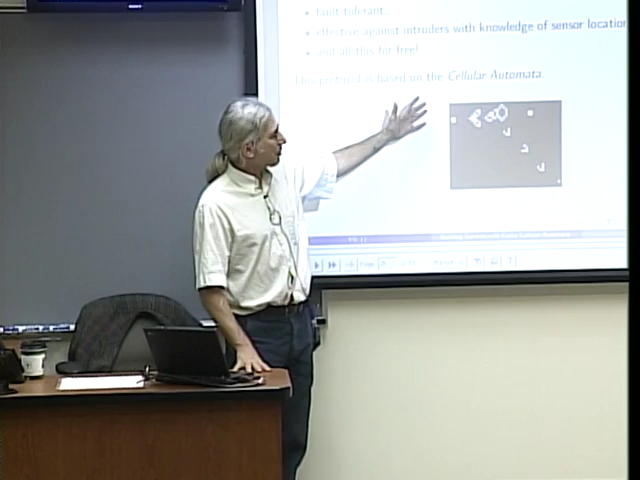 fault tolerant.
effective against intruders with knowledge of sensor location
and all this for free!
This protocol is based on the Cellular Automata.